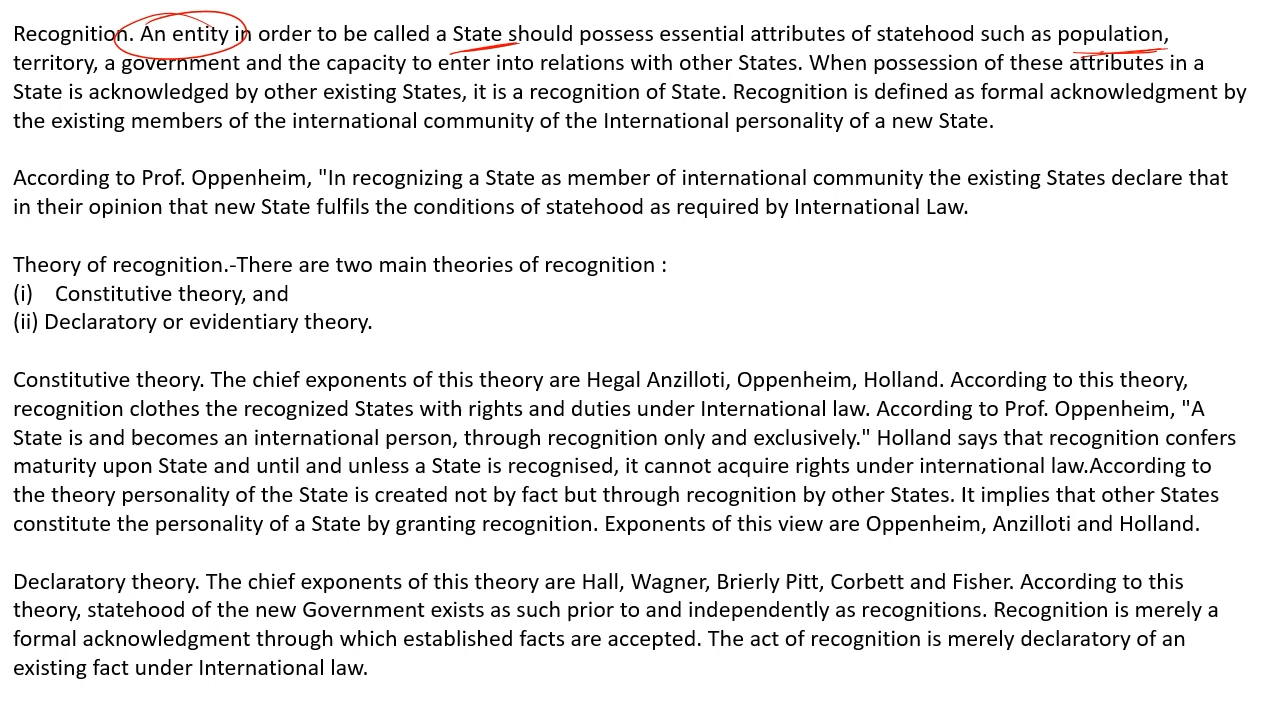 Recognition. An entity in order to be called a State should possess essential attributes of statehood such as population,
territory, a government and the capacity to enter into relations with other States. When possession of these attributes in a
State is acknowledged by other existing States, it is a recognition of State. Recognition is defined as formal acknowledgment by
the existing members of the international community of the International personality of a new State.
According to Prof. Oppenheim, "In recognizing a State as member of international community the existing States declare that
in their opinion that new State fulfils the conditions of statehood as required by International Law.
Theory of recognition.-There are two main theories of recognition :
(i) Constitutive theory, and
(ii) Declaratory or evidentiary theory.
Constitutive theory. The chief exponents of this theory are Hegal Anzilloti, Oppenheim, Holland. According to this theory,
recognition clothes the recognized States with rights and duties under International law. According to Prof. Oppenheim, "A
State is and becomes an international person, through recognition only and exclusively." Holland says that recognition confers
maturity upon State and until and unless a State is recognised, it cannot acquire rights under international law.According to
the theory personality of the State is created not by fact but through recognition by other States. It implies that other States
constitute the personality of a State by granting recognition. Exponents of this view are Oppenheim, Anzilloti and Holland.
Declaratory theory. The chief exponents of this theory are Hall, Wagner, Brierly Pitt, Corbett and Fisher. According to this
theory, statehood of the new Government exists as such prior to and independently as recognitions. Recognition is merely a
formal acknowledgment through which established facts are accepted. The act of recognition is merely declaratory of an
existing fact under International law.